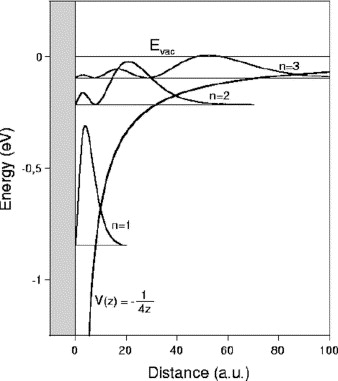 E_vac
0
n=3
n=2
-0,5
Energy (eV)
n=1
-1
V(z) = - 1/4z
0 20 40 60 80 100
Distance (a.u.)